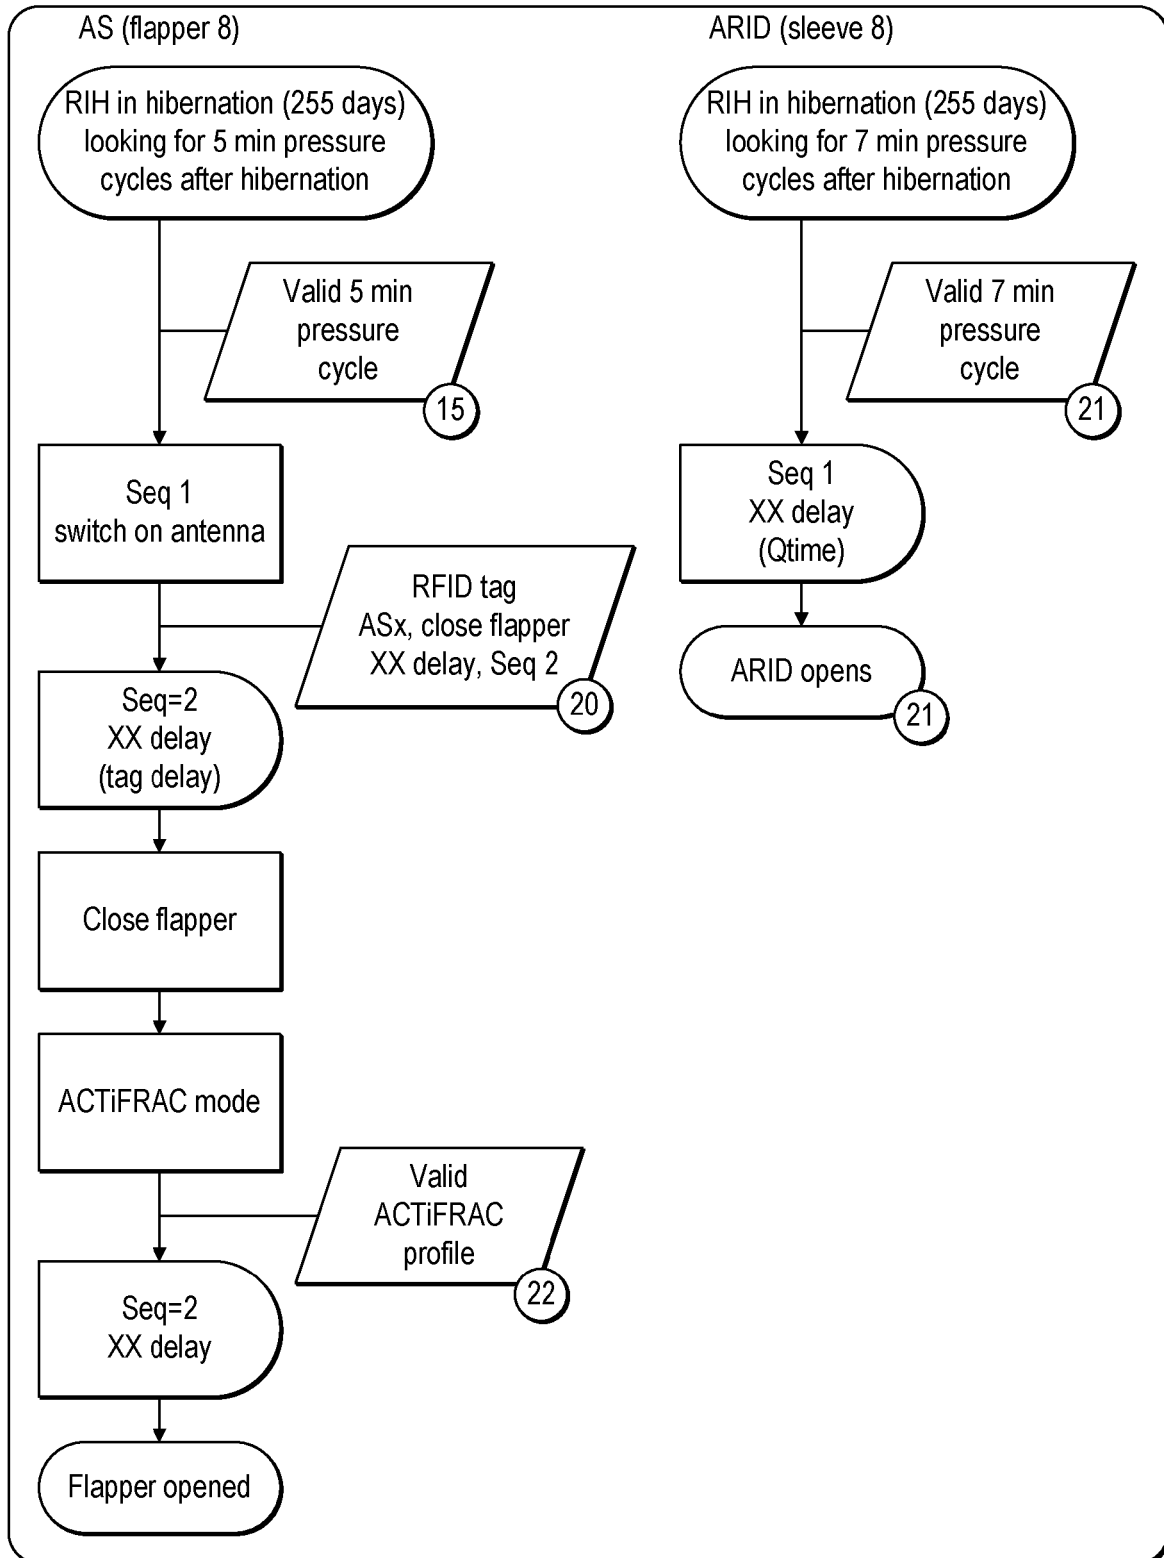 AS (flapper 8)
RIH in hibernation (255 days)
looking for 5 min pressure
cycles after hibernation
Valid 5 min
pressure
cycle
15
Seq 1
switch on antenna
RFID tag
ASx, close flapper
XX delay, Seq 2
20
Seq=2
XX delay
(tag delay)
Close flapper
ACTiFRAC mode
Valid
ACTiFRAC
profile
22
Seq=2
XX delay
Flapper opened
ARID (sleeve 8)
RIH in hibernation (255 days)
looking for 7 min pressure
cycles after hibernation
Valid 7 min
pressure
cycle
21
Seq 1
XX delay
(Qtime)
ARID opens
21